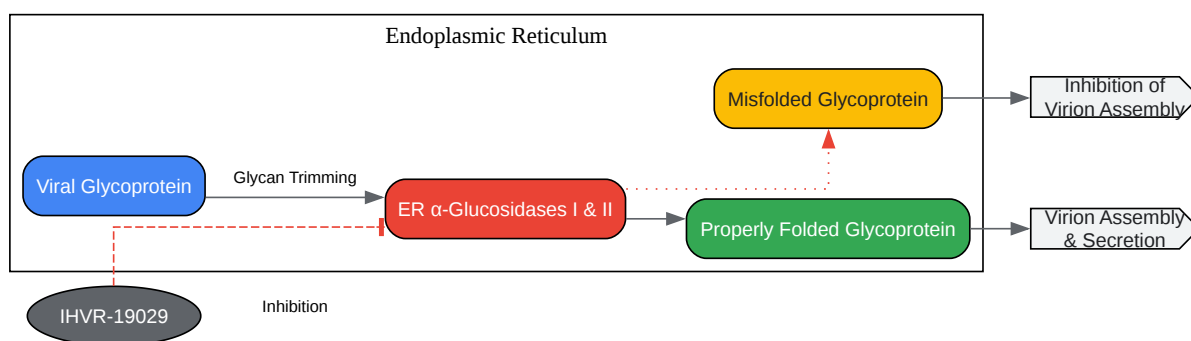 Endoplasmic Reticulum
Misfolded Glycoprotein
Inhibition of
Virion Assembly
Viral Glycoprotein
Glycan Trimming
ER α-Glucosidases I & II
Properly Folded Glycoprotein
Virion Assembly
& Secretion
IHVR-19029
Inhibition